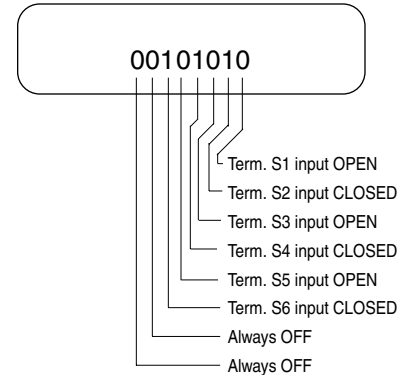 00101010
Term. S1 input OPEN
Term. S2 input CLOSED
Term. S3 input OPEN
Term. S4 input CLOSED
Term. S5 input OPEN
Term. S6 input CLOSED
Always OFF
Always OFF